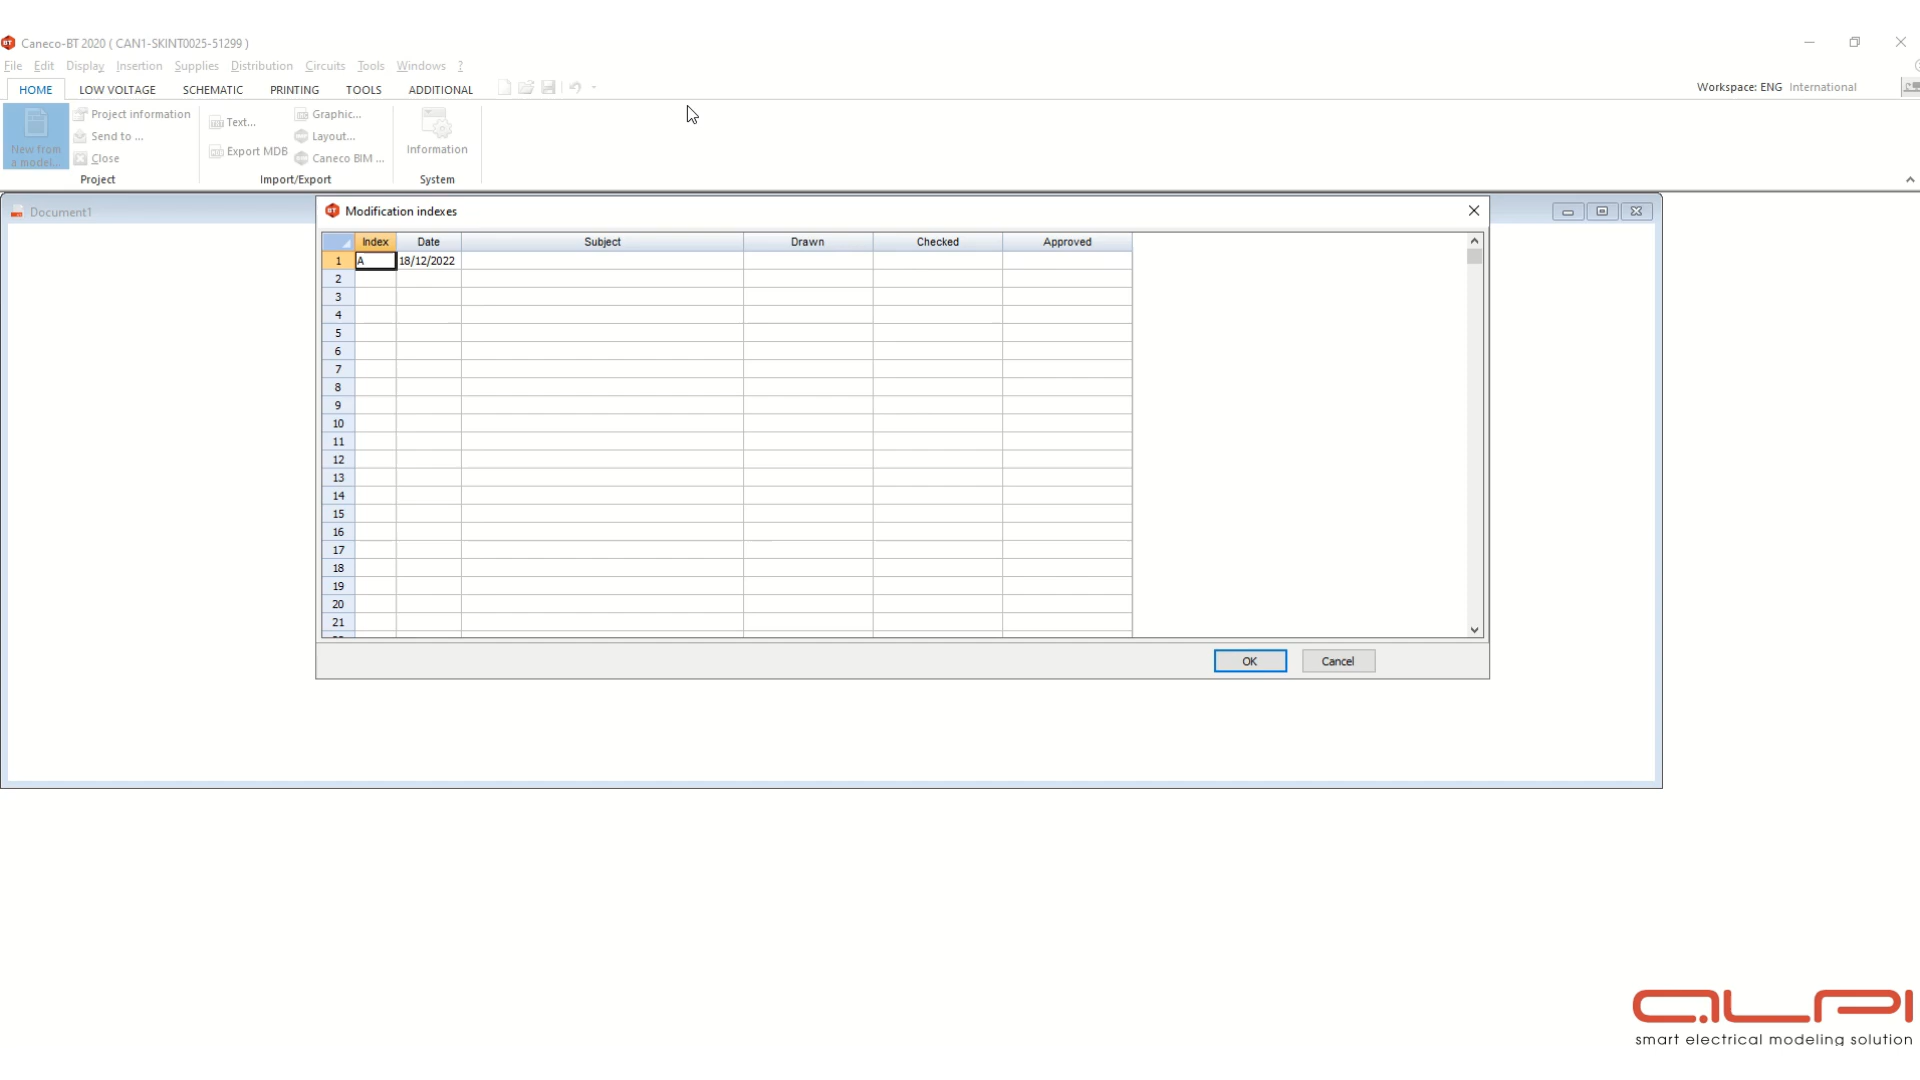 Caneco-BT 2020 ( CAN1-SKINT0025-51299 )
File Edit Display Insertion Supplies Distribution Circuits Tools Windows ?
HOME LOW VOLTAGE SCHEMATIC PRINTING TOOLS ADDITIONAL
Workspace: ENG International
New from a model...
Project information
Send to ...
Close
Project
Text...
Export MDB
Graphic...
Layout...
Caneco BIM ...
Import/Export
Information
System
Document1
Modification indexes
Index Date Subject Drawn Checked Approved
1 A 18/12/2022
2
3
4
5
6
7
8
9
10
11
12
13
14
15
16
17
18
19
20
21
OK Cancel
ALPI
smart electrical modeling solution